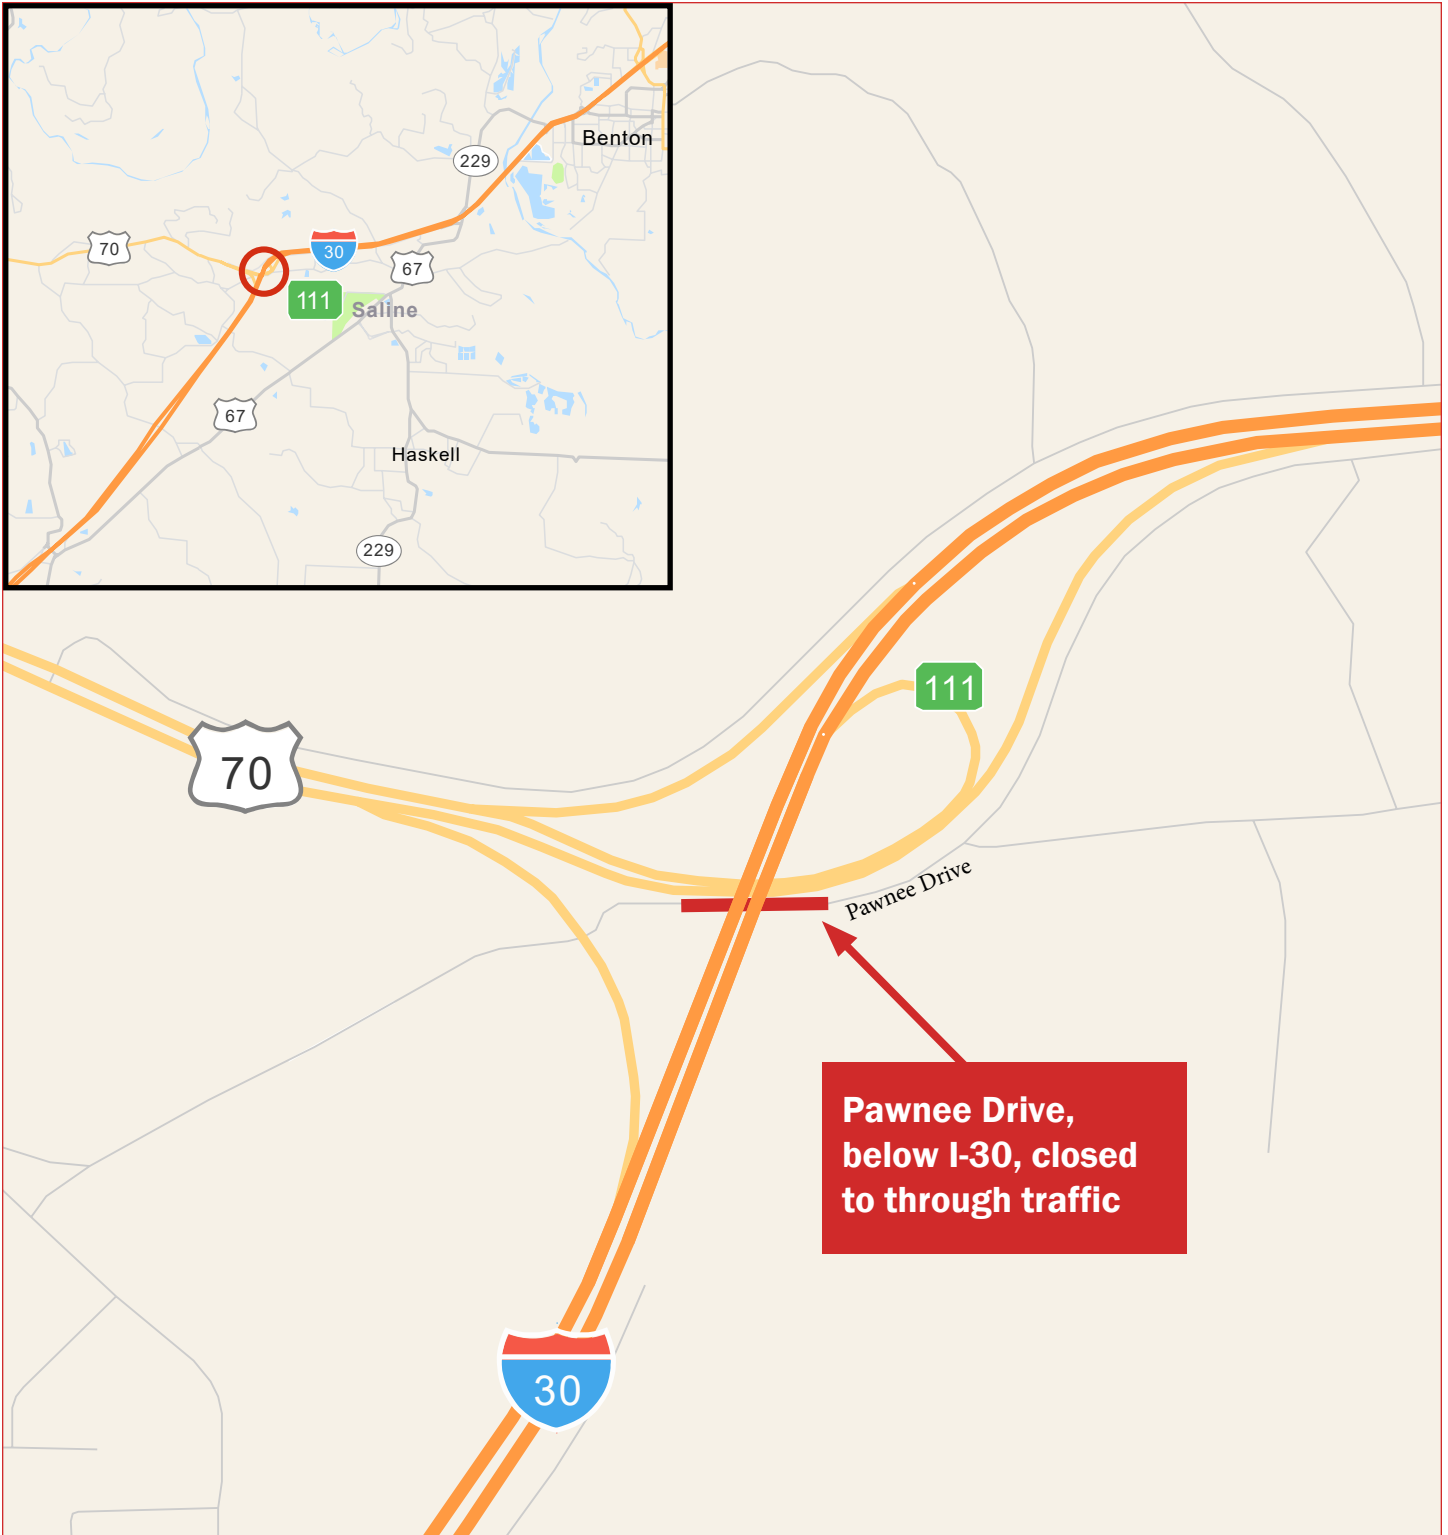 Benton
229
70
30
67
111
Saline
67
Haskell
229
111
70
Pawnee Drive
Pawnee Drive,
below I-30, closed
to through traffic
30